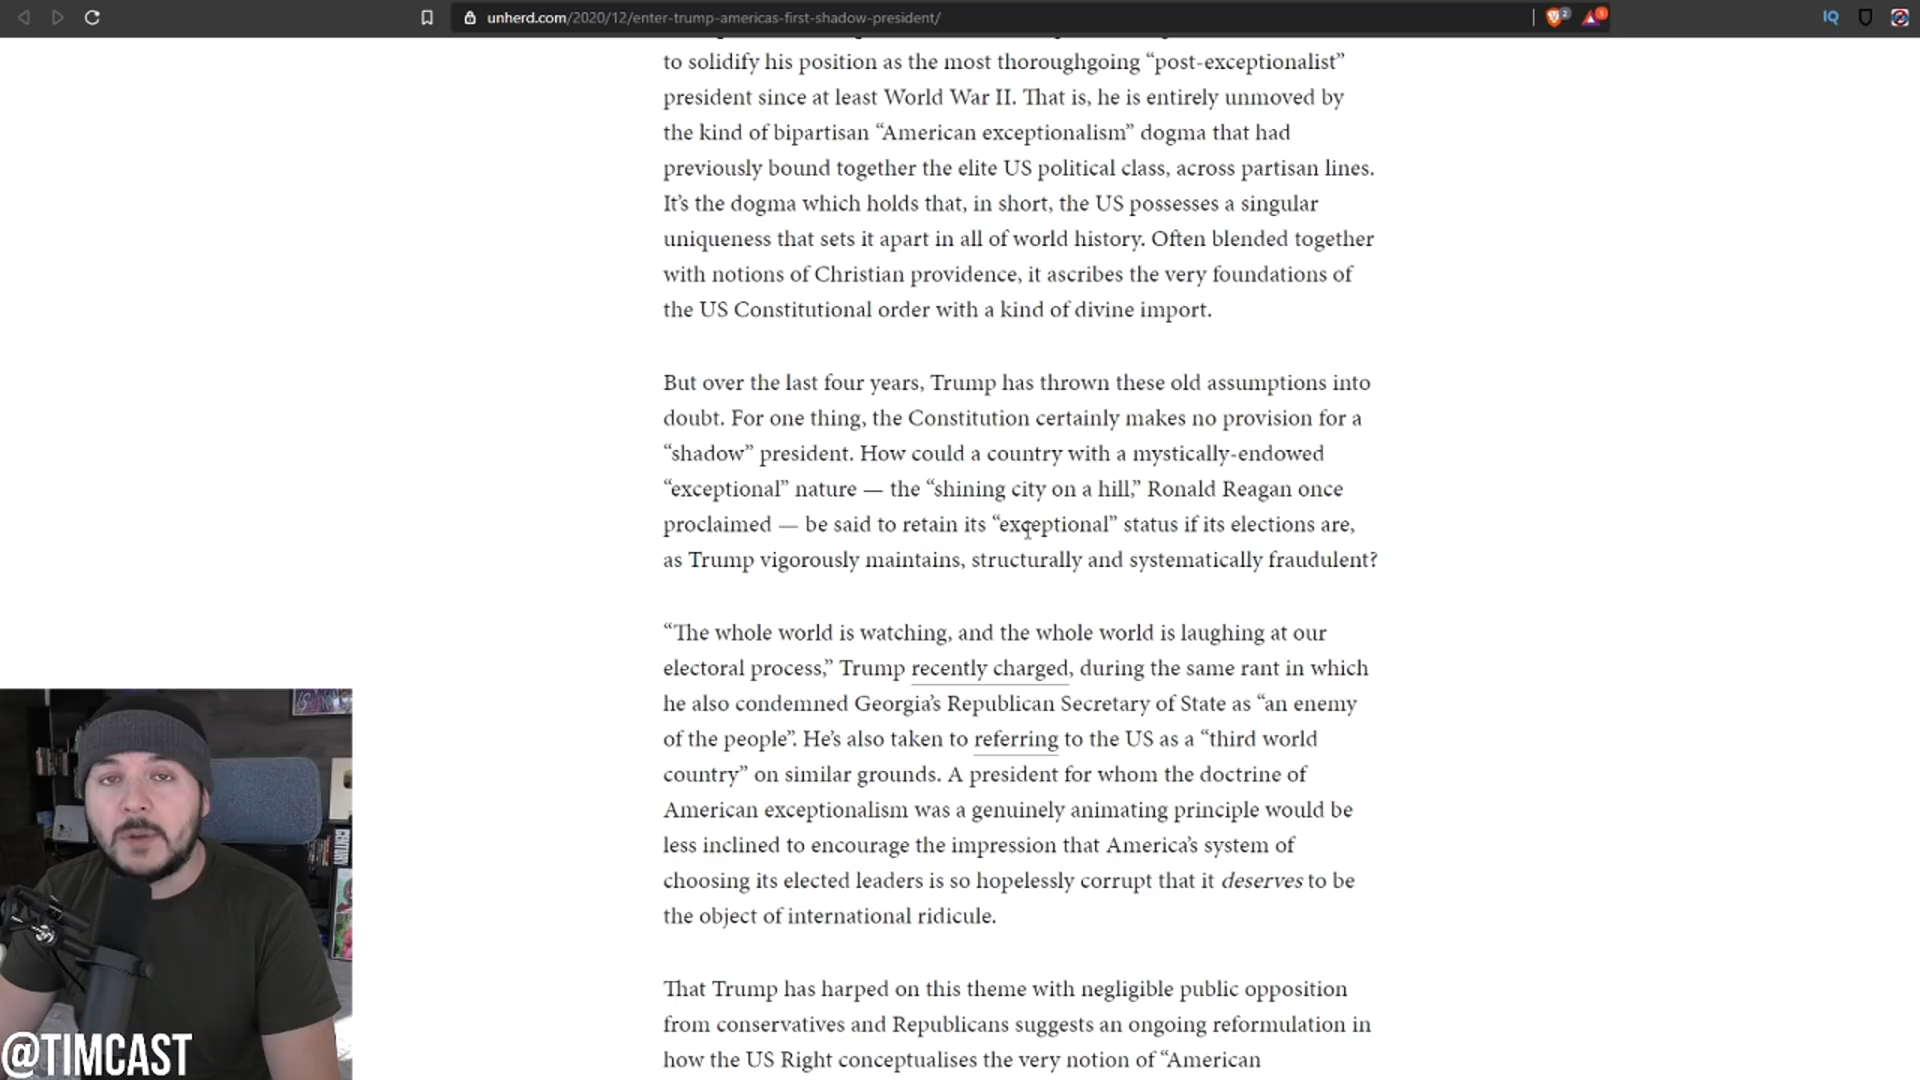 unherd.com/2020/12/enter-trump-americas-first-shadow-president/
2
IQ
to solidify his position as the most thoroughgoing “post-exceptionalist”
president since at least World War II. That is, he is entirely unmoved by
the kind of bipartisan “American exceptionalism” dogma that had
previously bound together the elite US political class, across partisan lines.
It’s the dogma which holds that, in short, the US possesses a singular
uniqueness that sets it apart in all of world history. Often blended together
with notions of Christian providence, it ascribes the very foundations of
the US Constitutional order with a kind of divine import.
But over the last four years, Trump has thrown these old assumptions into
doubt. For one thing, the Constitution certainly makes no provision for a
“shadow” president. How could a country with a mystically-endowed
“exceptional” nature — the “shining city on a hill,” Ronald Reagan once
proclaimed — be said to retain its “exceptional” status if its elections are,
as Trump vigorously maintains, structurally and systematically fraudulent?
“The whole world is watching, and the whole world is laughing at our
electoral process,” Trump recently charged, during the same rant in which
he also condemned Georgia’s Republican Secretary of State as “an enemy
of the people”. He’s also taken to referring to the US as a “third world
country” on similar grounds. A president for whom the doctrine of
American exceptionalism was a genuinely animating principle would be
less inclined to encourage the impression that America’s system of
choosing its elected leaders is so hopelessly corrupt that it deserves to be
the object of international ridicule.
That Trump has harped on this theme with negligible public opposition
from conservatives and Republicans suggests an ongoing reformulation in
how the US Right conceptualises the very notion of “American
@TIMCAST